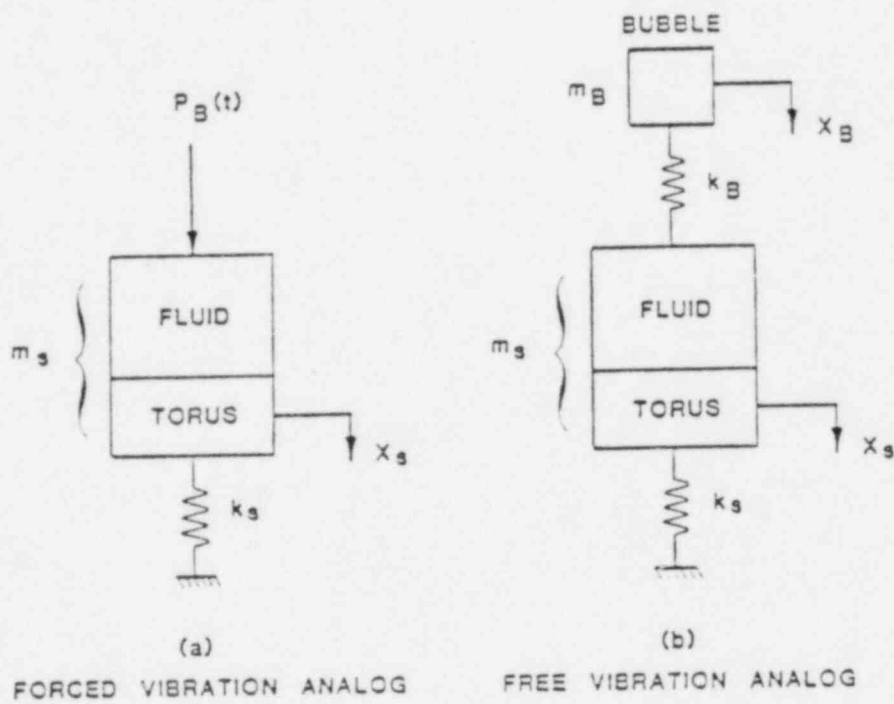 P_B(t)
FLUID
m_s
TORUS
X_s
k_s
(a)
FORCED VIBRATION ANALOG
BUBBLE
m_B
X_B
k_B
FLUID
m_s
TORUS
X_s
k_s
(b)
FREE VIBRATION ANALOG